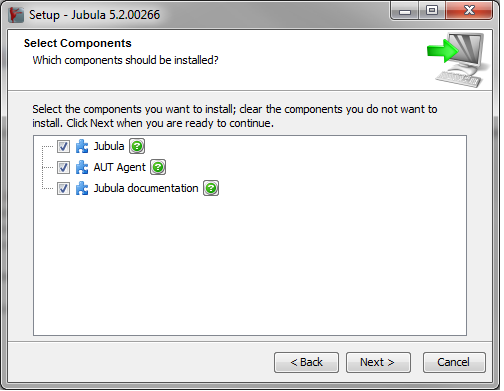 Setup - Jubula 5.2.00266
Select Components
Which components should be installed?
Select the components you want to install; clear the components you do not want to
install. Click Next when you are ready to continue.
Jubula
AUT Agent
Jubula documentation
< Back
Next >
Cancel